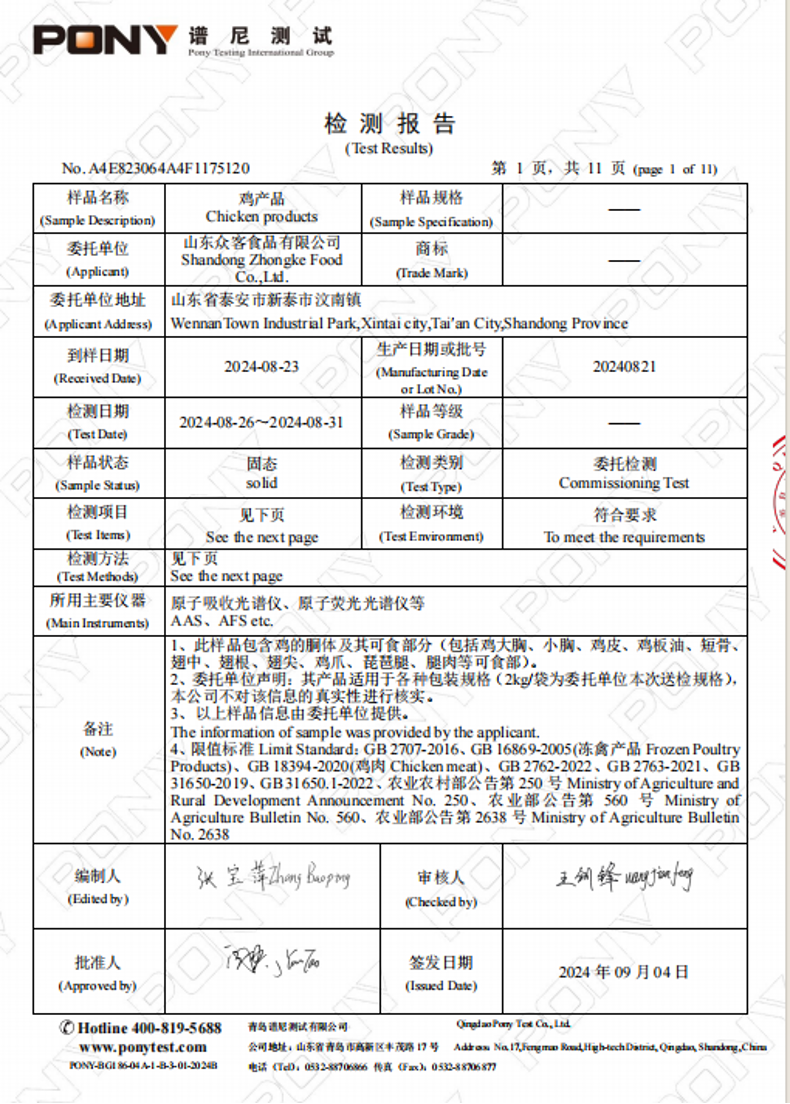 PONY 谱尼测试
Pony Testing International Group
检测报告
(Test Results)
No. A4E823064A4F1175120
第 1 页，共 11 页 (page 1 of 11)
样品名称
(Sample Description)
鸡产品
Chicken products
样品规格
(Sample Specification)
——
委托单位
(Applicant)
山东众客食品有限公司
Shandong Zhongke Food
Co.,Ltd.
商标
(Trade Mark)
——
委托单位地址
(Applicant Address)
山东省泰安市新泰市汶南镇
WennanTown Industrial Park,Xintai city,Tai'an City,Shandong Province
到样日期
(Received Date)
2024-08-23
生产日期或批号
(Manufacturing Date
or Lot No.)
20240821
检测日期
(Test Date)
2024-08-26～2024-08-31
样品等级
(Sample Grade)
——
样品状态
(Sample Status)
固态
solid
检测类别
(Test Type)
委托检测
Commissioning Test
检测项目
(Test Items)
见下页
See the next page
检测环境
(Test Environment)
符合要求
To meet the requirements
检测方法
(Test Methods)
见下页
See the next page
所用主要仪器
(Main Instruments)
原子吸收光谱仪、原子荧光光谱仪等
AAS、AFS etc.
备注
(Note)
1、此样品包含鸡的胴体及其可食部分（包括鸡大胸、小胸、鸡皮、鸡板油、短骨、
翅中、翅根、翅尖、鸡爪、琵琶腿、腿肉等可食部）。
2、委托单位声明：其产品适用于各种包装规格（2kg/袋为委托单位本次送检规格），
本公司不对该信息的真实性进行核实。
3、以上样品信息由委托单位提供。
The information of sample was provided by the applicant.
4、限值标准 Limit Standard：GB 2707-2016、GB 16869-2005(冻禽产品 Frozen Poultry
Products)、GB 18394-2020(鸡肉 Chicken meat)、GB 2762-2022、GB 2763-2021、GB
31650-2019、GB 31650.1-2022、农业农村部公告第 250 号 Ministry of Agriculture and
Rural Development Announcement No. 250、农业部公告第 560 号 Ministry of
Agriculture Bulletin No. 560、农业部公告第 2638 号 Ministry of Agriculture Bulletin
No. 2638
编制人
(Edited by)
张宝萍 Zhang Baoping
审核人
(Checked by)
王剑锋 wang jian feng
批准人
(Approved by)
签发日期
(Issued Date)
2024 年 09 月 04 日
Hotline 400-819-5688
www.ponytest.com
PONY-BG186-04A-1-B-3-01-2024B
青岛谱尼测试有限公司
Qingdao Pony Test Co., Ltd.
公司地址：山东省青岛市高新区丰茂路 17 号
Address: No.17,Fengmao Road,High-tech District, Qingdao, Shandong,China
电话（Tel）：0532-88706866 传真（Fax）：0532-88706877